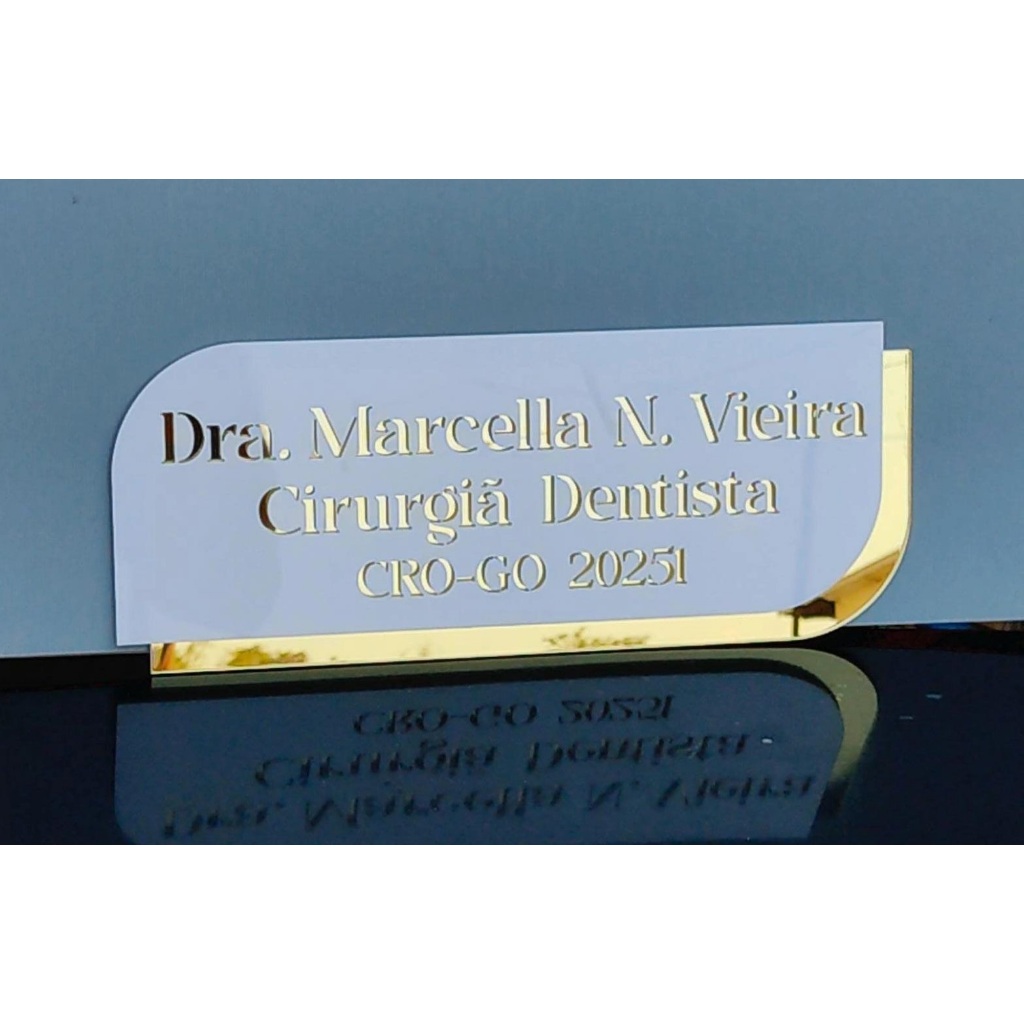 Dra. Marcella N. Vieira
Cirurgiã Dentista
CRO-GO 20251